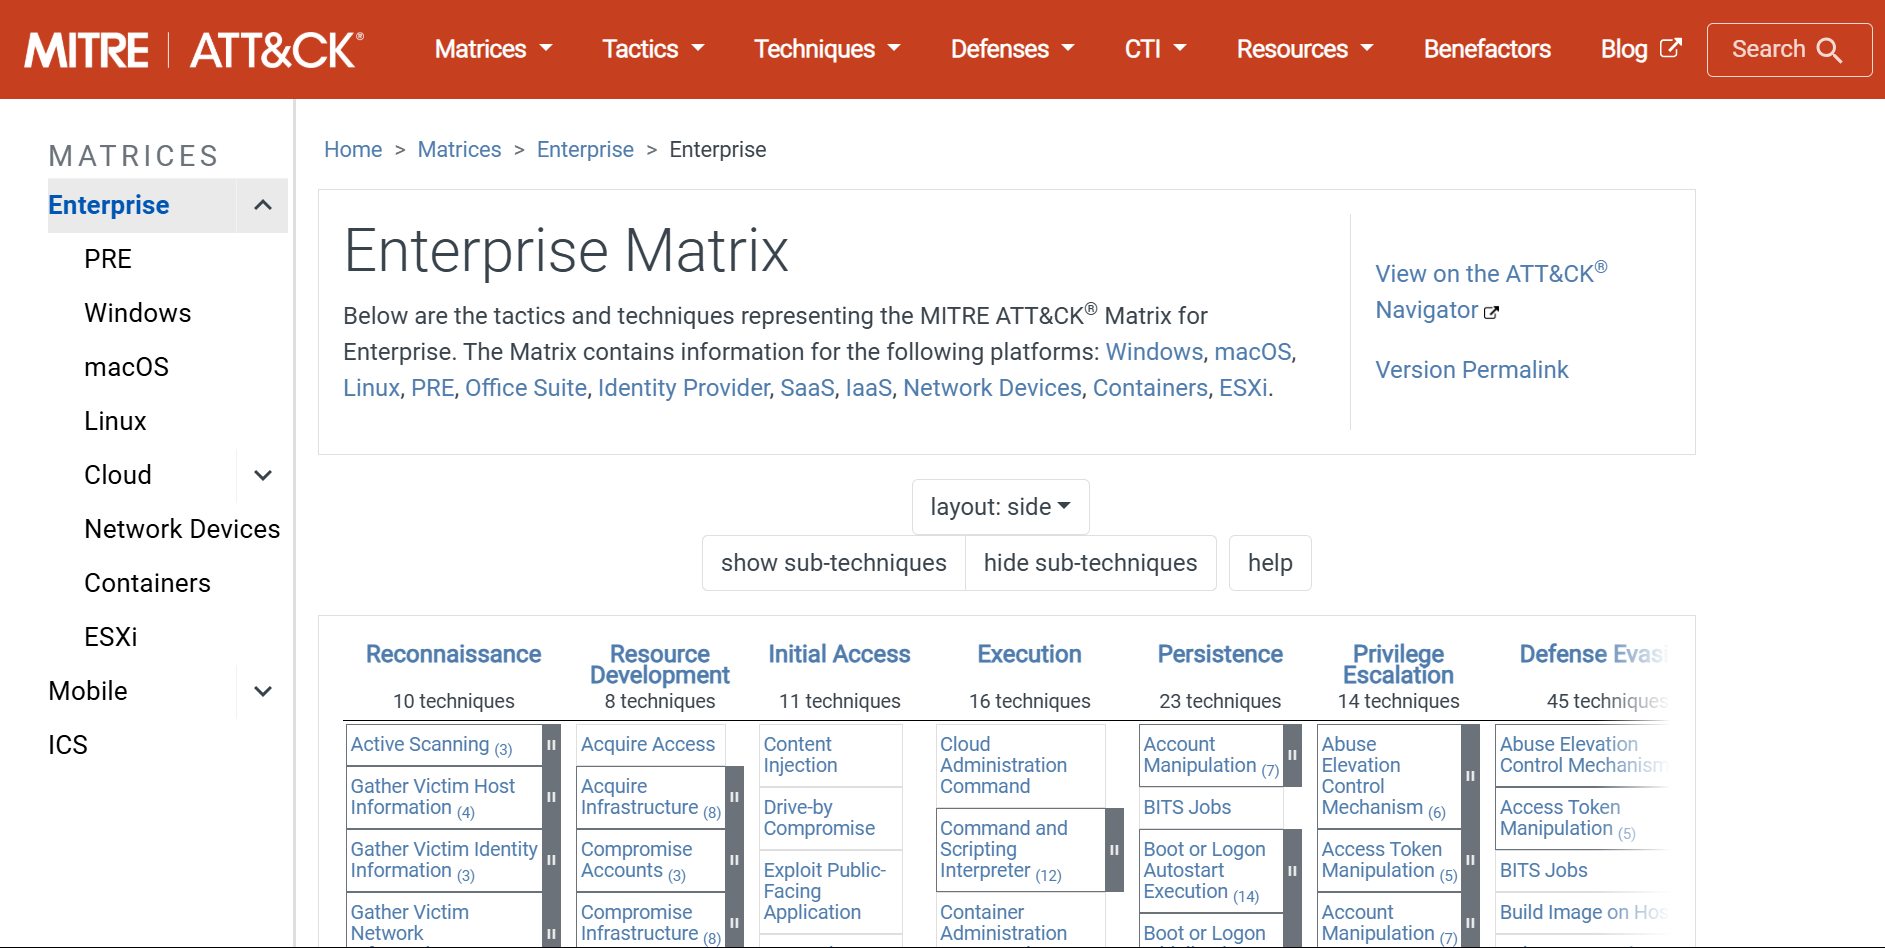 MITRE | ATT&CK®
Matrices
Tactics
Techniques
Defenses
CTI
Resources
Benefactors
Blog
Search
MATRICES
Enterprise
PRE
Windows
macOS
Linux
Cloud
Network Devices
Containers
ESXi
Mobile
ICS
Home > Matrices > Enterprise > Enterprise
Enterprise Matrix
Below are the tactics and techniques representing the MITRE ATT&CK® Matrix for
Enterprise. The Matrix contains information for the following platforms: Windows, macOS,
Linux, PRE, Office Suite, Identity Provider, SaaS, IaaS, Network Devices, Containers, ESXi.
View on the ATT&CK®
Navigator
Version Permalink
layout: side
show sub-techniques
hide sub-techniques
help
Reconnaissance
10 techniques
Active Scanning (3)
Gather Victim Host
Information (4)
Gather Victim Identity
Information (3)
Gather Victim
Network
Resource
Development
8 techniques
Acquire Access
Acquire
Infrastructure (8)
Compromise
Accounts (3)
Compromise
Infrastructure (8)
Initial Access
11 techniques
Content
Injection
Drive-by
Compromise
Exploit Public-
Facing
Application
Execution
16 techniques
Cloud
Administration
Command
Command and
Scripting
Interpreter (12)
Container
Administration
Persistence
23 techniques
Account
Manipulation (7)
BITS Jobs
Boot or Logon
Autostart
Execution (14)
Boot or Logon
Privilege
Escalation
14 techniques
Abuse
Elevation
Control
Mechanism (6)
Access Token
Manipulation (5)
Account
Manipulation (7)
Defense Evasi
45 techniques
Abuse Elevation
Control Mechanism
Access Token
Manipulation (5)
BITS Jobs
Build Image on Hos